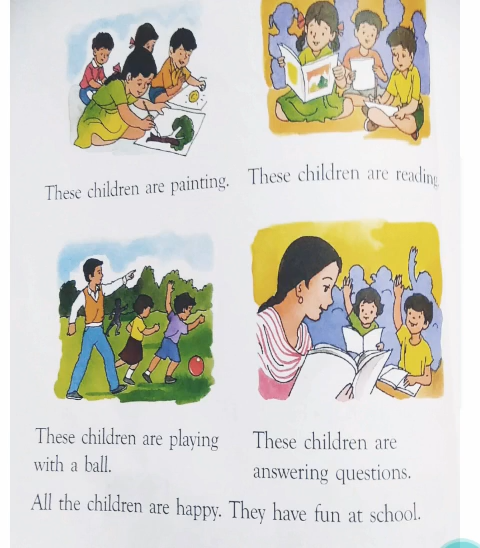 These children are painting.
These children are reading
These children are playing
with a ball.
These children are
answering questions.
All the children are happy. They have fun at school.